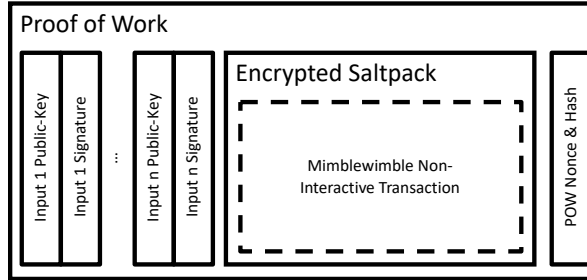 Proof of Work
Input 1 Public-Key
Input 1 Signature
...
Input n Public-Key
Input n Signature
Encrypted Saltpack
Mimblewimble Non-
Interactive Transaction
POW Nonce & Hash